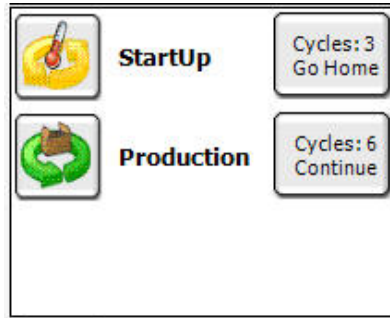 StartUp
Cycles: 3
Go Home
Production
Cycles: 6
Continue